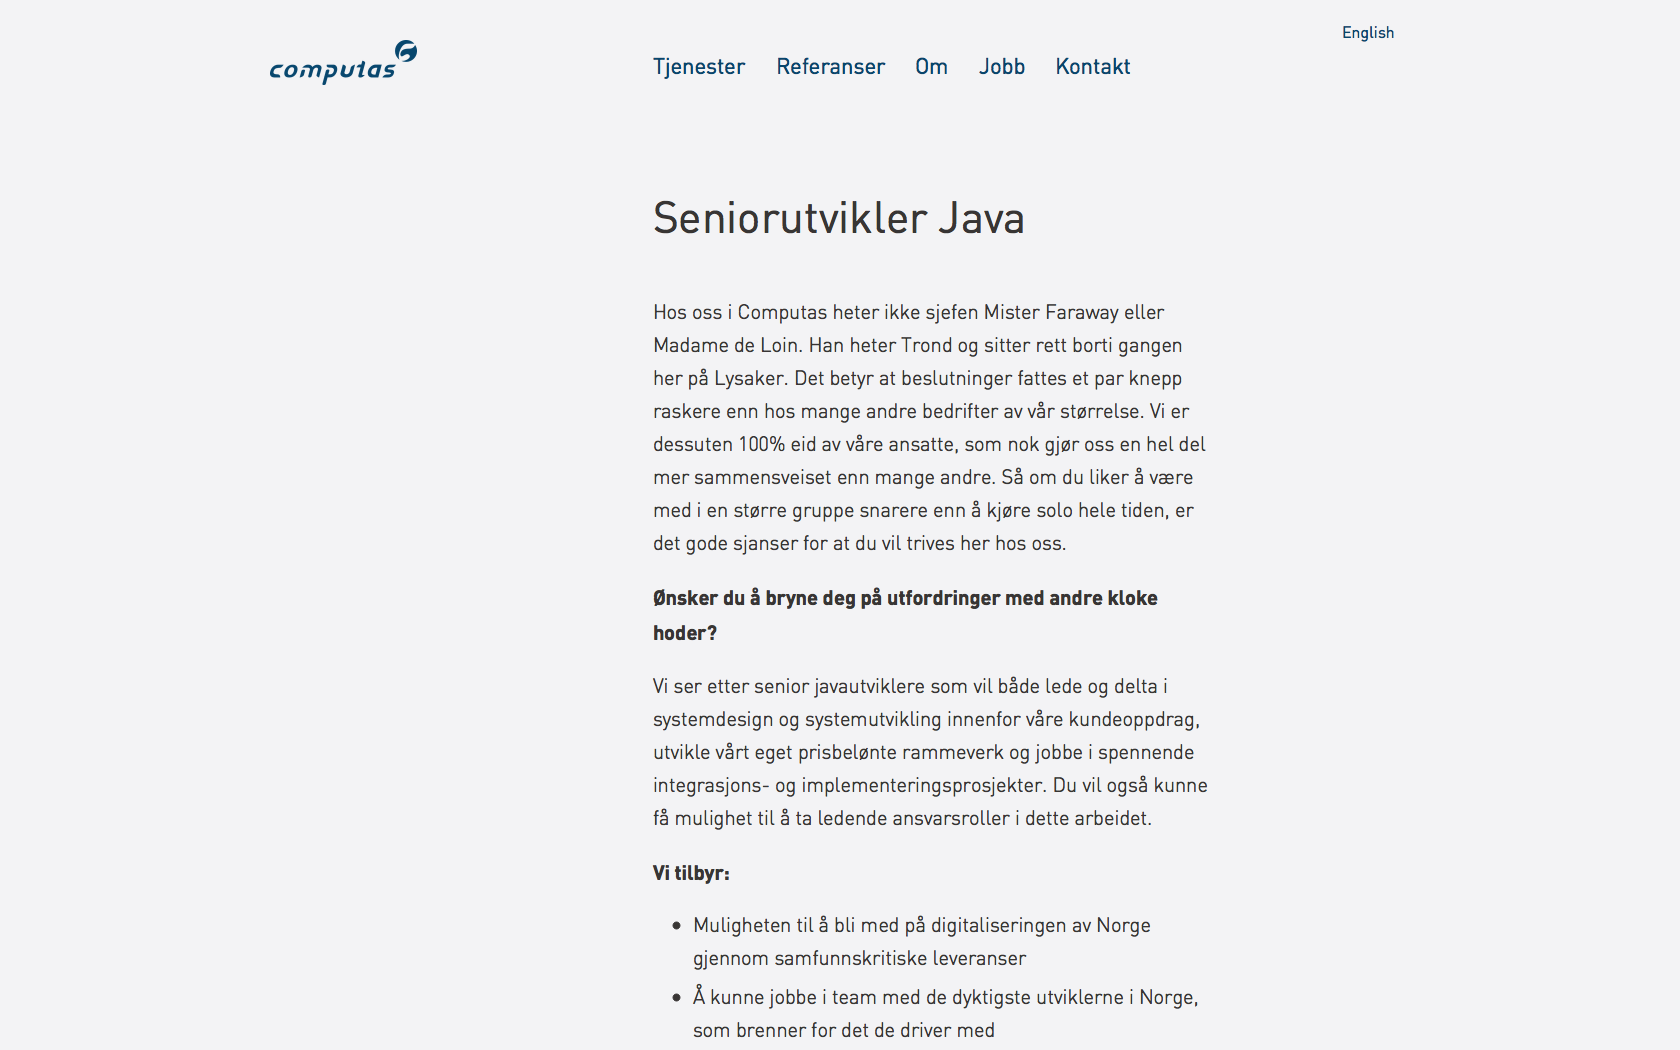 English
computas
Tjenester Referanser Om Jobb Kontakt
Seniorutvikler Java
Hos oss i Computas heter ikke sjefen Mister Faraway eller
Madame de Loin. Han heter Trond og sitter rett borti gangen
her på Lysaker. Det betyr at beslutninger fattes et par knepp
raskere enn hos mange andre bedrifter av vår størrelse. Vi er
dessuten 100% eid av våre ansatte, som nok gjør oss en hel del
mer sammensveiset enn mange andre. Så om du liker å være
med i en større gruppe snarere enn å kjøre solo hele tiden, er
det gode sjanser for at du vil trives her hos oss.
Ønsker du å bryne deg på utfordringer med andre kloke
hoder?
Vi ser etter senior javautviklere som vil både lede og delta i
systemdesign og systemutvikling innenfor våre kundeoppdrag,
utvikle vårt eget prisbelønte rammeverk og jobbe i spennende
integrasjons- og implementeringsprosjekter. Du vil også kunne
få mulighet til å ta ledende ansvarsroller i dette arbeidet.
Vi tilbyr:
• Muligheten til å bli med på digitaliseringen av Norge
gjennom samfunnskritiske leveranser
• Å kunne jobbe i team med de dyktigste utviklerne i Norge,
som brenner for det de driver med